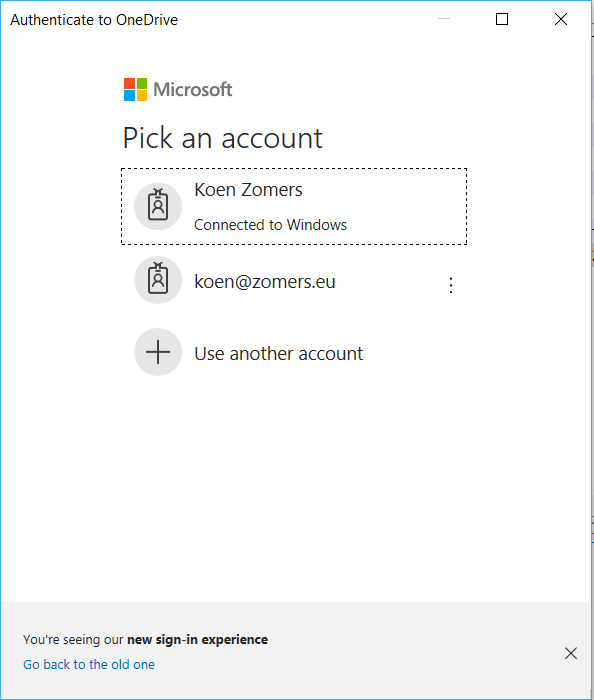 Authenticate to OneDrive
Microsoft
Pick an account
Koen Zomers
Connected to Windows
koen@zomers.eu
Use another account
You're seeing our new sign-in experience
Go back to the old one